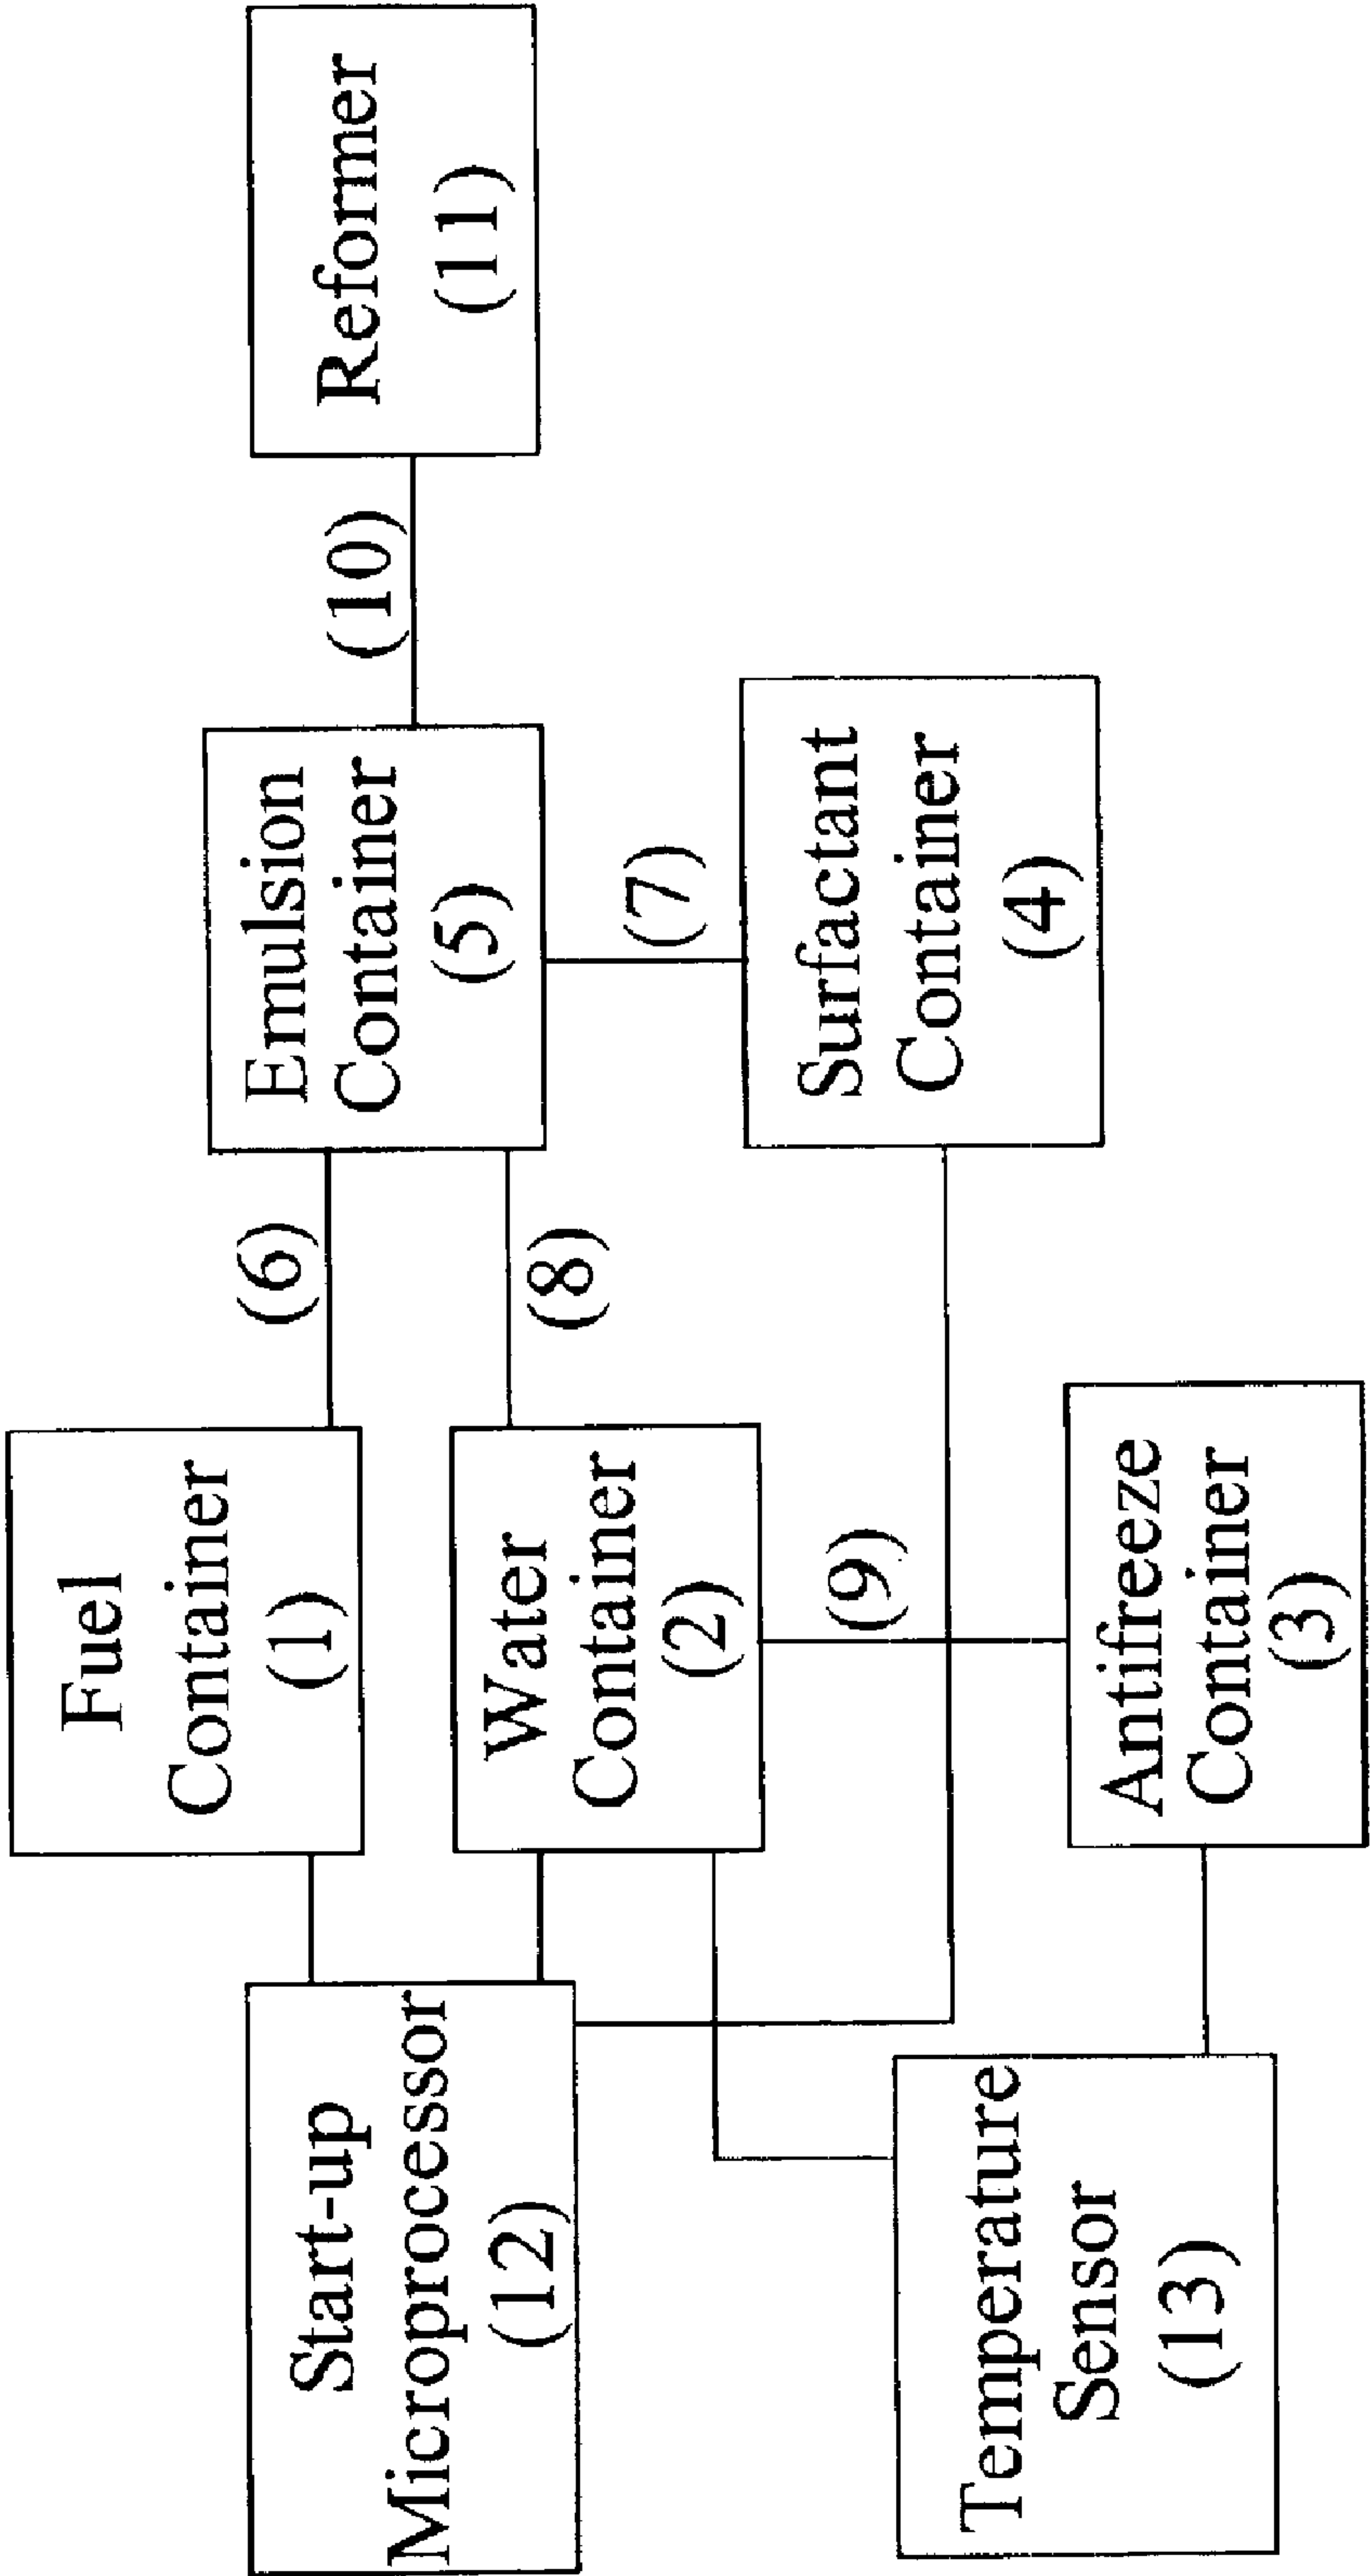 Start-up
Microprocessor
(12)
Fuel
Container
(1)
(6)
Emulsion
Container
(5)
(10)
Reformer
(11)
Water
Container
(2)
(8)
(7)
Surfactant
Container
(4)
(9)
Temperature
Sensor
(13)
Antifreeze
Container
(3)